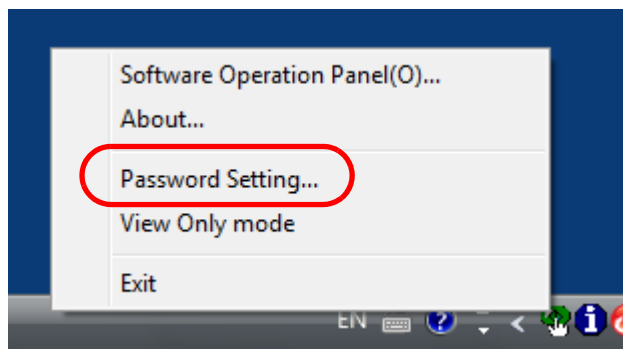 Software Operation Panel(O)...
About...
Password Setting...
View Only mode
Exit
EN